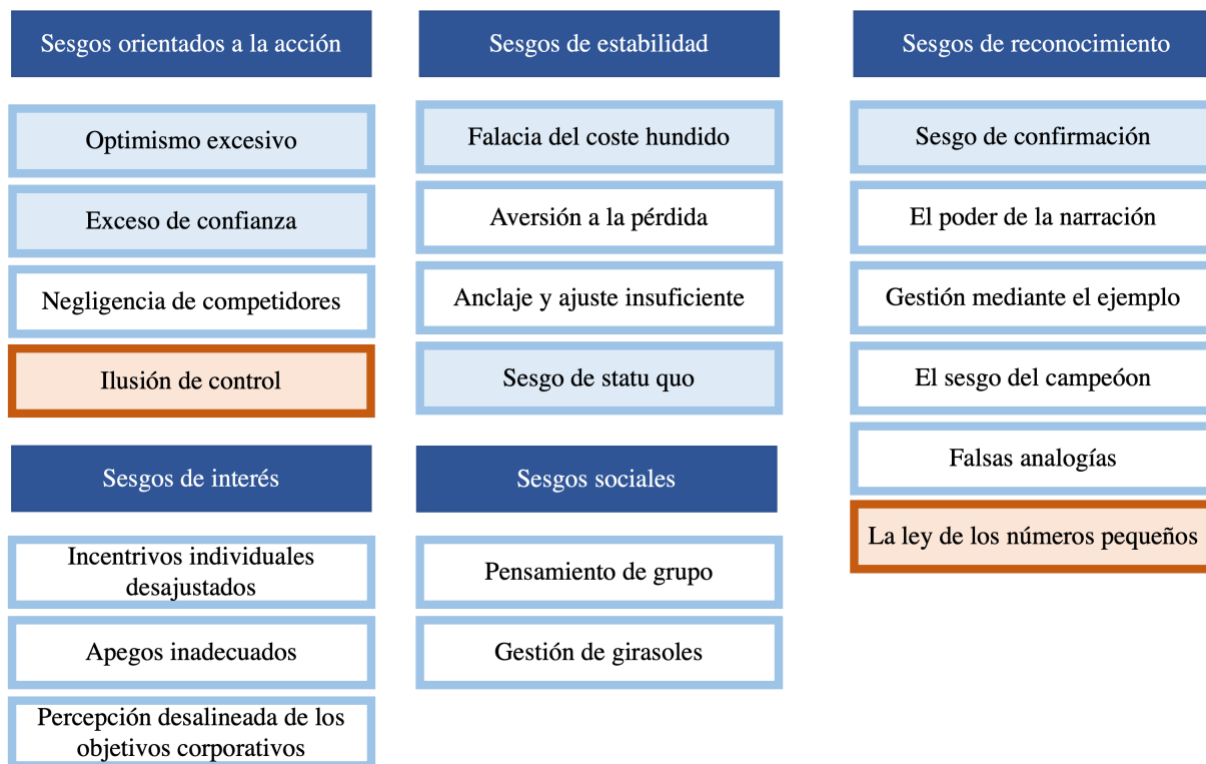 Sesgos orientados a la acción
Optimismo excesivo
Exceso de confianza
Negligencia de competidores
Ilusión de control
Sesgos de estabilidad
Falacia del coste hundido
Aversión a la pérdida
Anclaje y ajuste insuficiente
Sesgo de statu quo
Sesgos de reconocimiento
Sesgo de confirmación
El poder de la narración
Gestión mediante el ejemplo
El sesgo del campeóon
Falsas analogías
La ley de los números pequeños
Sesgos de interés
Incentrivos individuales
desajustados
Apegos inadecuados
Percepción desalineada de los
objetivos corporativos
Sesgos sociales
Pensamiento de grupo
Gestión de girasoles